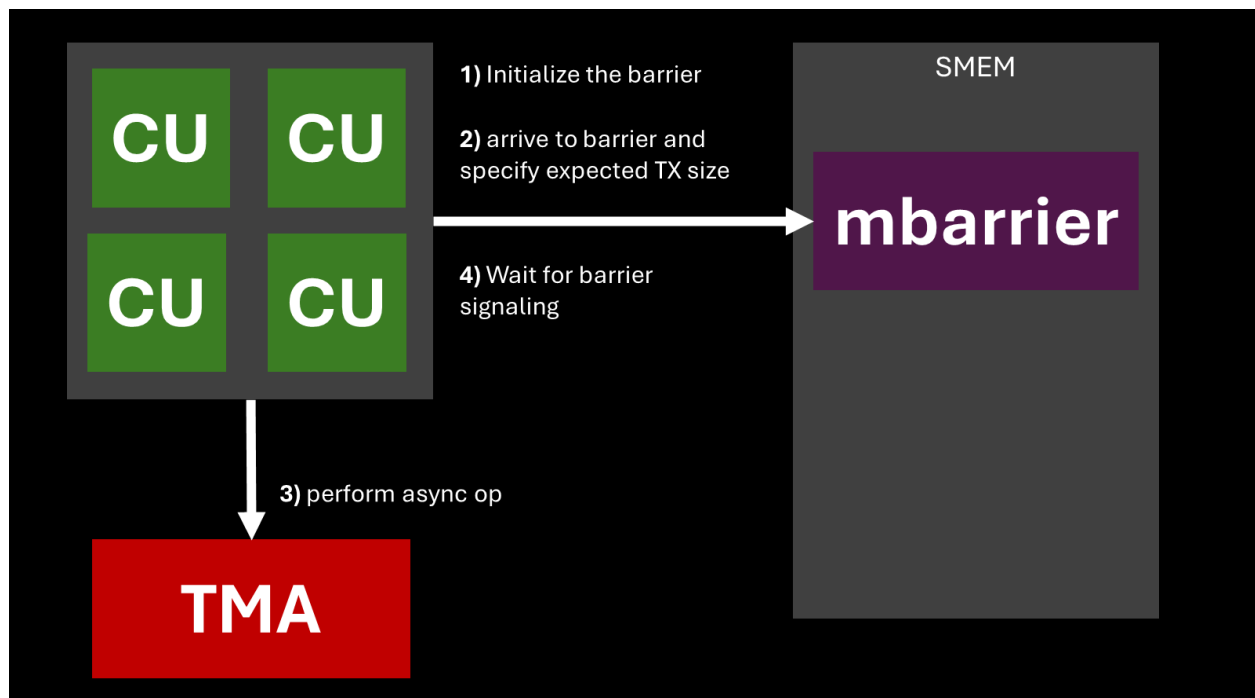 CU
CU
CU
CU
1) Initialize the barrier
2) arrive to barrier and
specify expected TX size
4) Wait for barrier
signaling
SMEM
mbarrier
3) perform async op
TMA